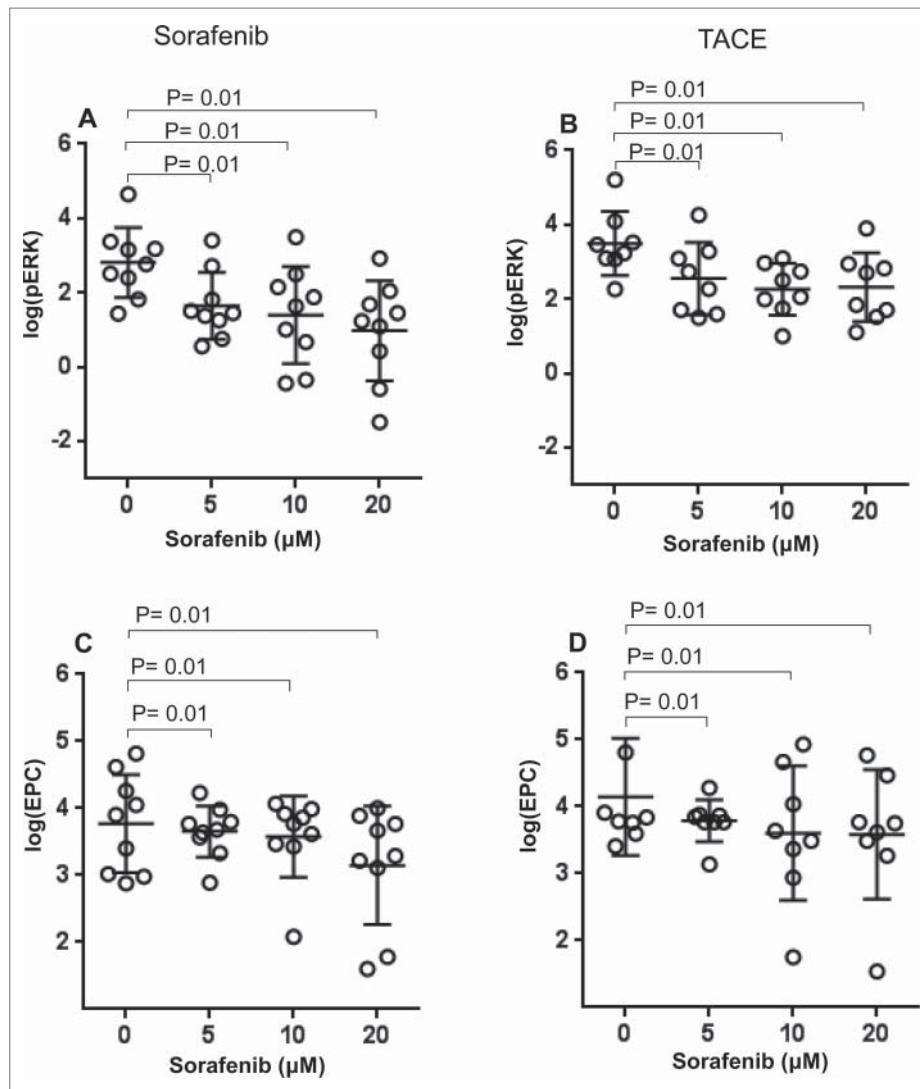 Sorafenib
TACE
A
P= 0.01
P= 0.01
P= 0.01
log(pERK)
6
4
2
0
-2
0 5 10 20
Sorafenib (µM)
B
P= 0.01
P= 0.01
P= 0.01
log(pERK)
6
4
2
0
-2
0 5 10 20
Sorafenib (µM)
C
P= 0.01
P= 0.01
P= 0.01
log(EPC)
6
5
4
3
2
0 5 10 20
Sorafenib (µM)
D
P= 0.01
P= 0.01
P= 0.01
log(EPC)
6
5
4
3
2
0 5 10 20
Sorafenib (µM)